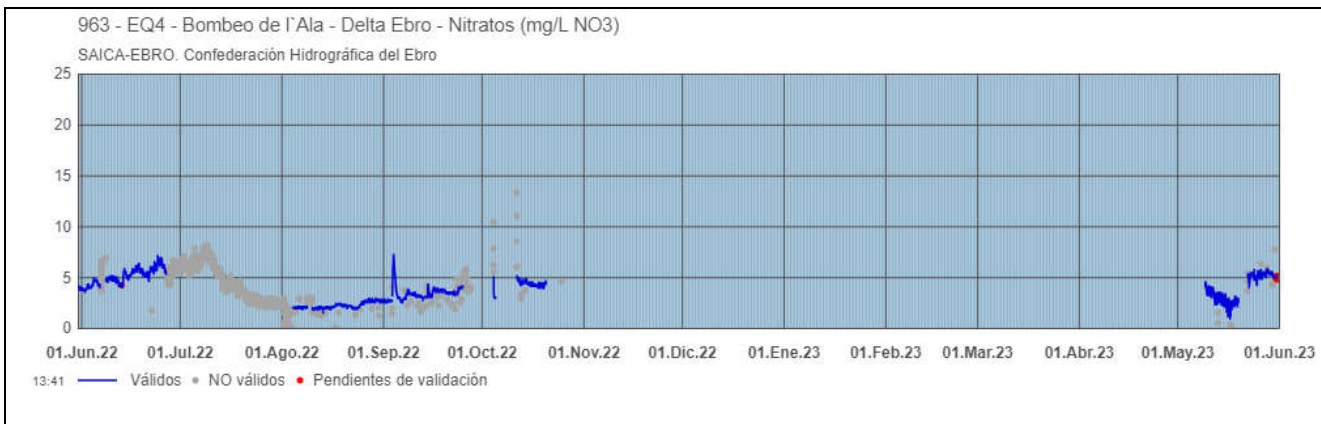 963 - EQ4 - Bombeo de l`Ala - Delta Ebro - Nitratos (mg/L NO3)
SAICA-EBRO. Confederación Hidrográfica del Ebro
25
20
15
10
5
0
01.Jun.22 01.Jul.22 01.Ago.22 01.Sep.22 01.Oct.22 01.Nov.22 01.Dic.22 01.Ene.23 01.Feb.23 01.Mar.23 01.Abr.23 01.May.23 01.Jun.23
13:41 Válidos NO válidos Pendientes de validación